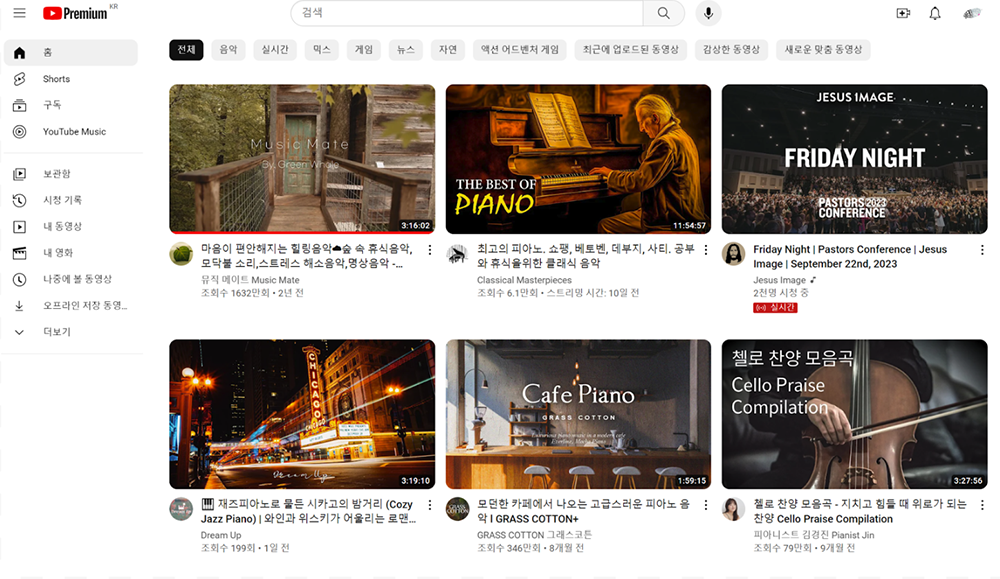 Premium KR
검색
홈
Shorts
구독
YouTube Music
보관함
시청 기록
내 동영상
내 영화
나중에 볼 동영상
오프라인 저장 동영...
더보기
전체 음악 실시간 믹스 게임 뉴스 자연 액션 어드벤처 게임 최근에 업로드된 동영상 감상한 동영상 새로운 맞춤 동영상
Music Mate
By. Green Whale
3:16:02
마음이 편안해지는 힐링음악☁숲 속 휴식음악,
모닥불 소리,스트레스 해소음악,명상음악 -...
뮤직 메이트 Music Mate
조회수 1632만회 • 2년 전
THE BEST OF
PIANO
11:54:57
최고의 피아노. 쇼팽, 베토벤, 데부지, 사티. 공부
와 휴식을위한 클래식 음악
Classical Masterpieces
조회수 6.1만회 • 스트리밍 시간: 10일 전
JESUS IMAGE
FRIDAY NIGHT
PASTORS 2023
CONFERENCE
Friday Night | Pastors Conference | Jesus
Image | September 22nd, 2023
Jesus Image
2천명 시청 중
실시간
CHICAGO
Dream Up
3:19:10
🎹 재즈피아노로 물든 시카고의 밤거리 (Cozy
Jazz Piano) | 와인과 위스키가 어울리는 로맨...
Dream Up
조회수 199회 • 1일 전
Cafe Piano
GRASS COTTON
1:59:15
모던한 카페에서 나오는 고급스러운 피아노 음
악 l GRASS COTTON+
GRASS COTTON 그래스코튼
조회수 346만회 • 8개월 전
첼로 찬양 모음곡
Cello Praise
Compilation
3:27:56
첼로 찬양 모음곡 - 지치고 힘들 때 위로가 되는
찬양 Cello Praise Compilation
피아니스트 김경진 Pianist Jin
조회수 79만회 • 9개월 전